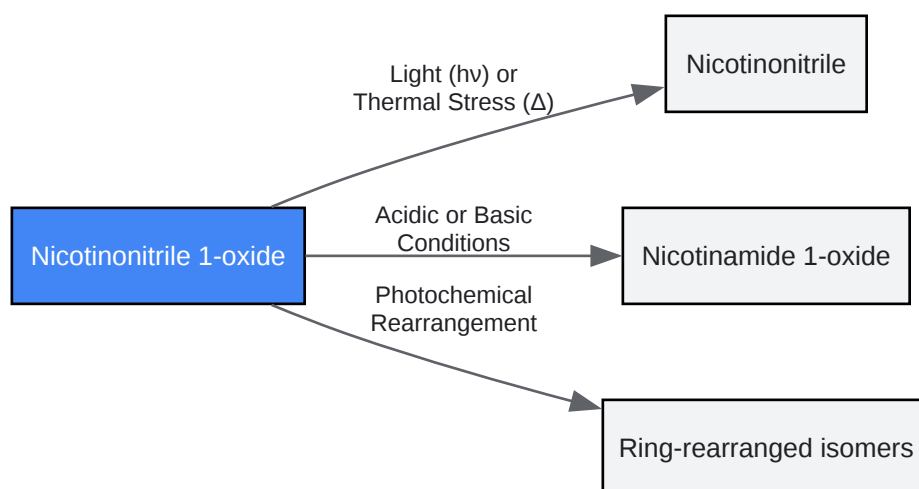 Nicotinonitrile
Light (hν) or
Thermal Stress (Δ)
Nicotinonitrile 1-oxide
Acidic or Basic
Conditions
Nicotinamide 1-oxide
Photochemical
Rearrangement
Ring-rearranged isomers